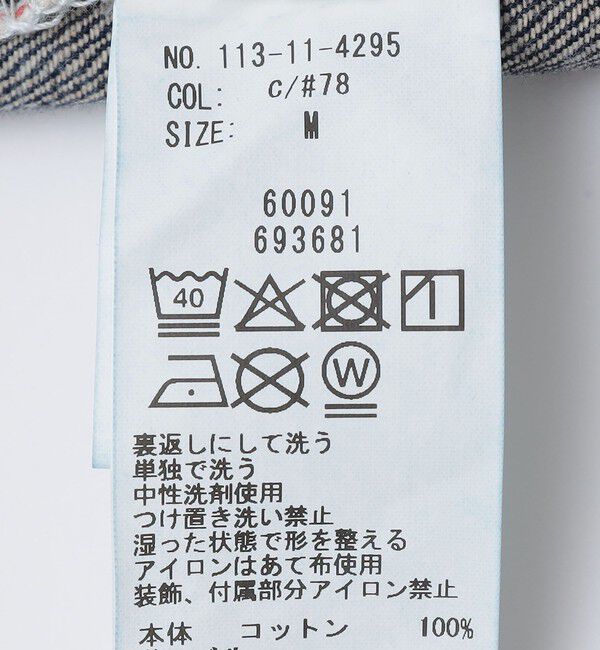 NO. 113-11-4295
COL: c/#78
SIZE: M
60091
693681
40
W
裏返しにして洗う
単独で洗う
中性洗剤使用
つけ置き洗い禁止
湿った状態で形を整える
アイロンはあて布使用
装飾、付属部分アイロン禁止
本体 コットン 100%